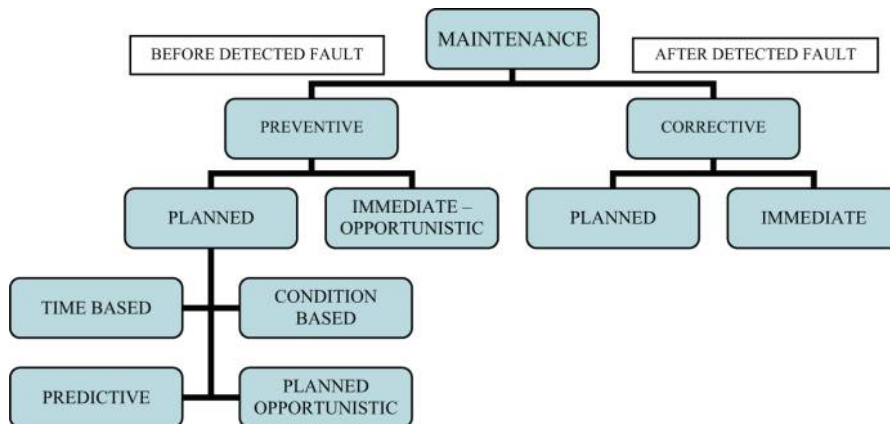 MAINTENANCE
BEFORE DETECTED FAULT
AFTER DETECTED FAULT
PREVENTIVE
CORRECTIVE
PLANNED
IMMEDIATE –
OPPORTUNISTIC
PLANNED
IMMEDIATE
TIME BASED
CONDITION
BASED
PREDICTIVE
PLANNED
OPPORTUNISTIC